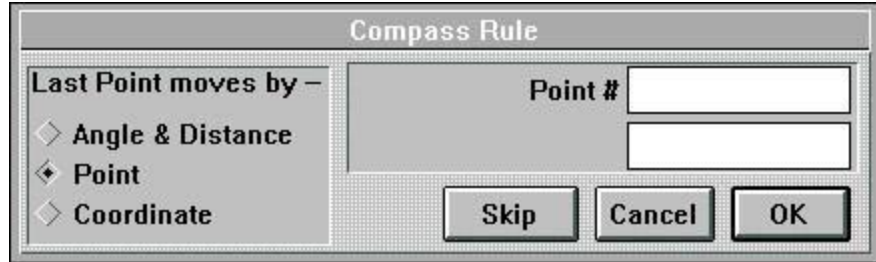 Compass Rule
Last Point moves by –
Angle & Distance
Point
Coordinate
Point #
Skip
Cancel
OK